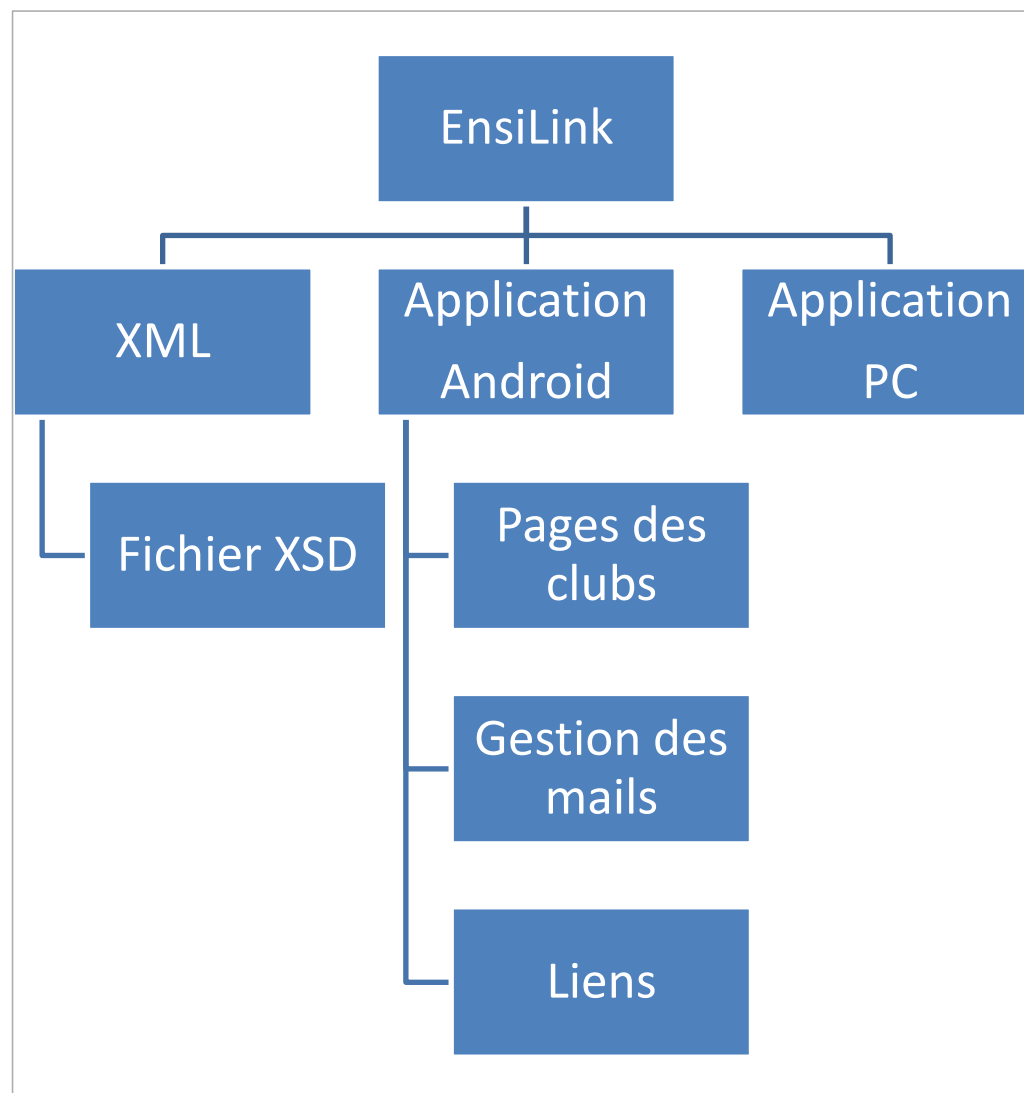 EnsiLink
XML
Application
Android
Application
PC
Fichier XSD
Pages des
clubs
Gestion des
mails
Liens